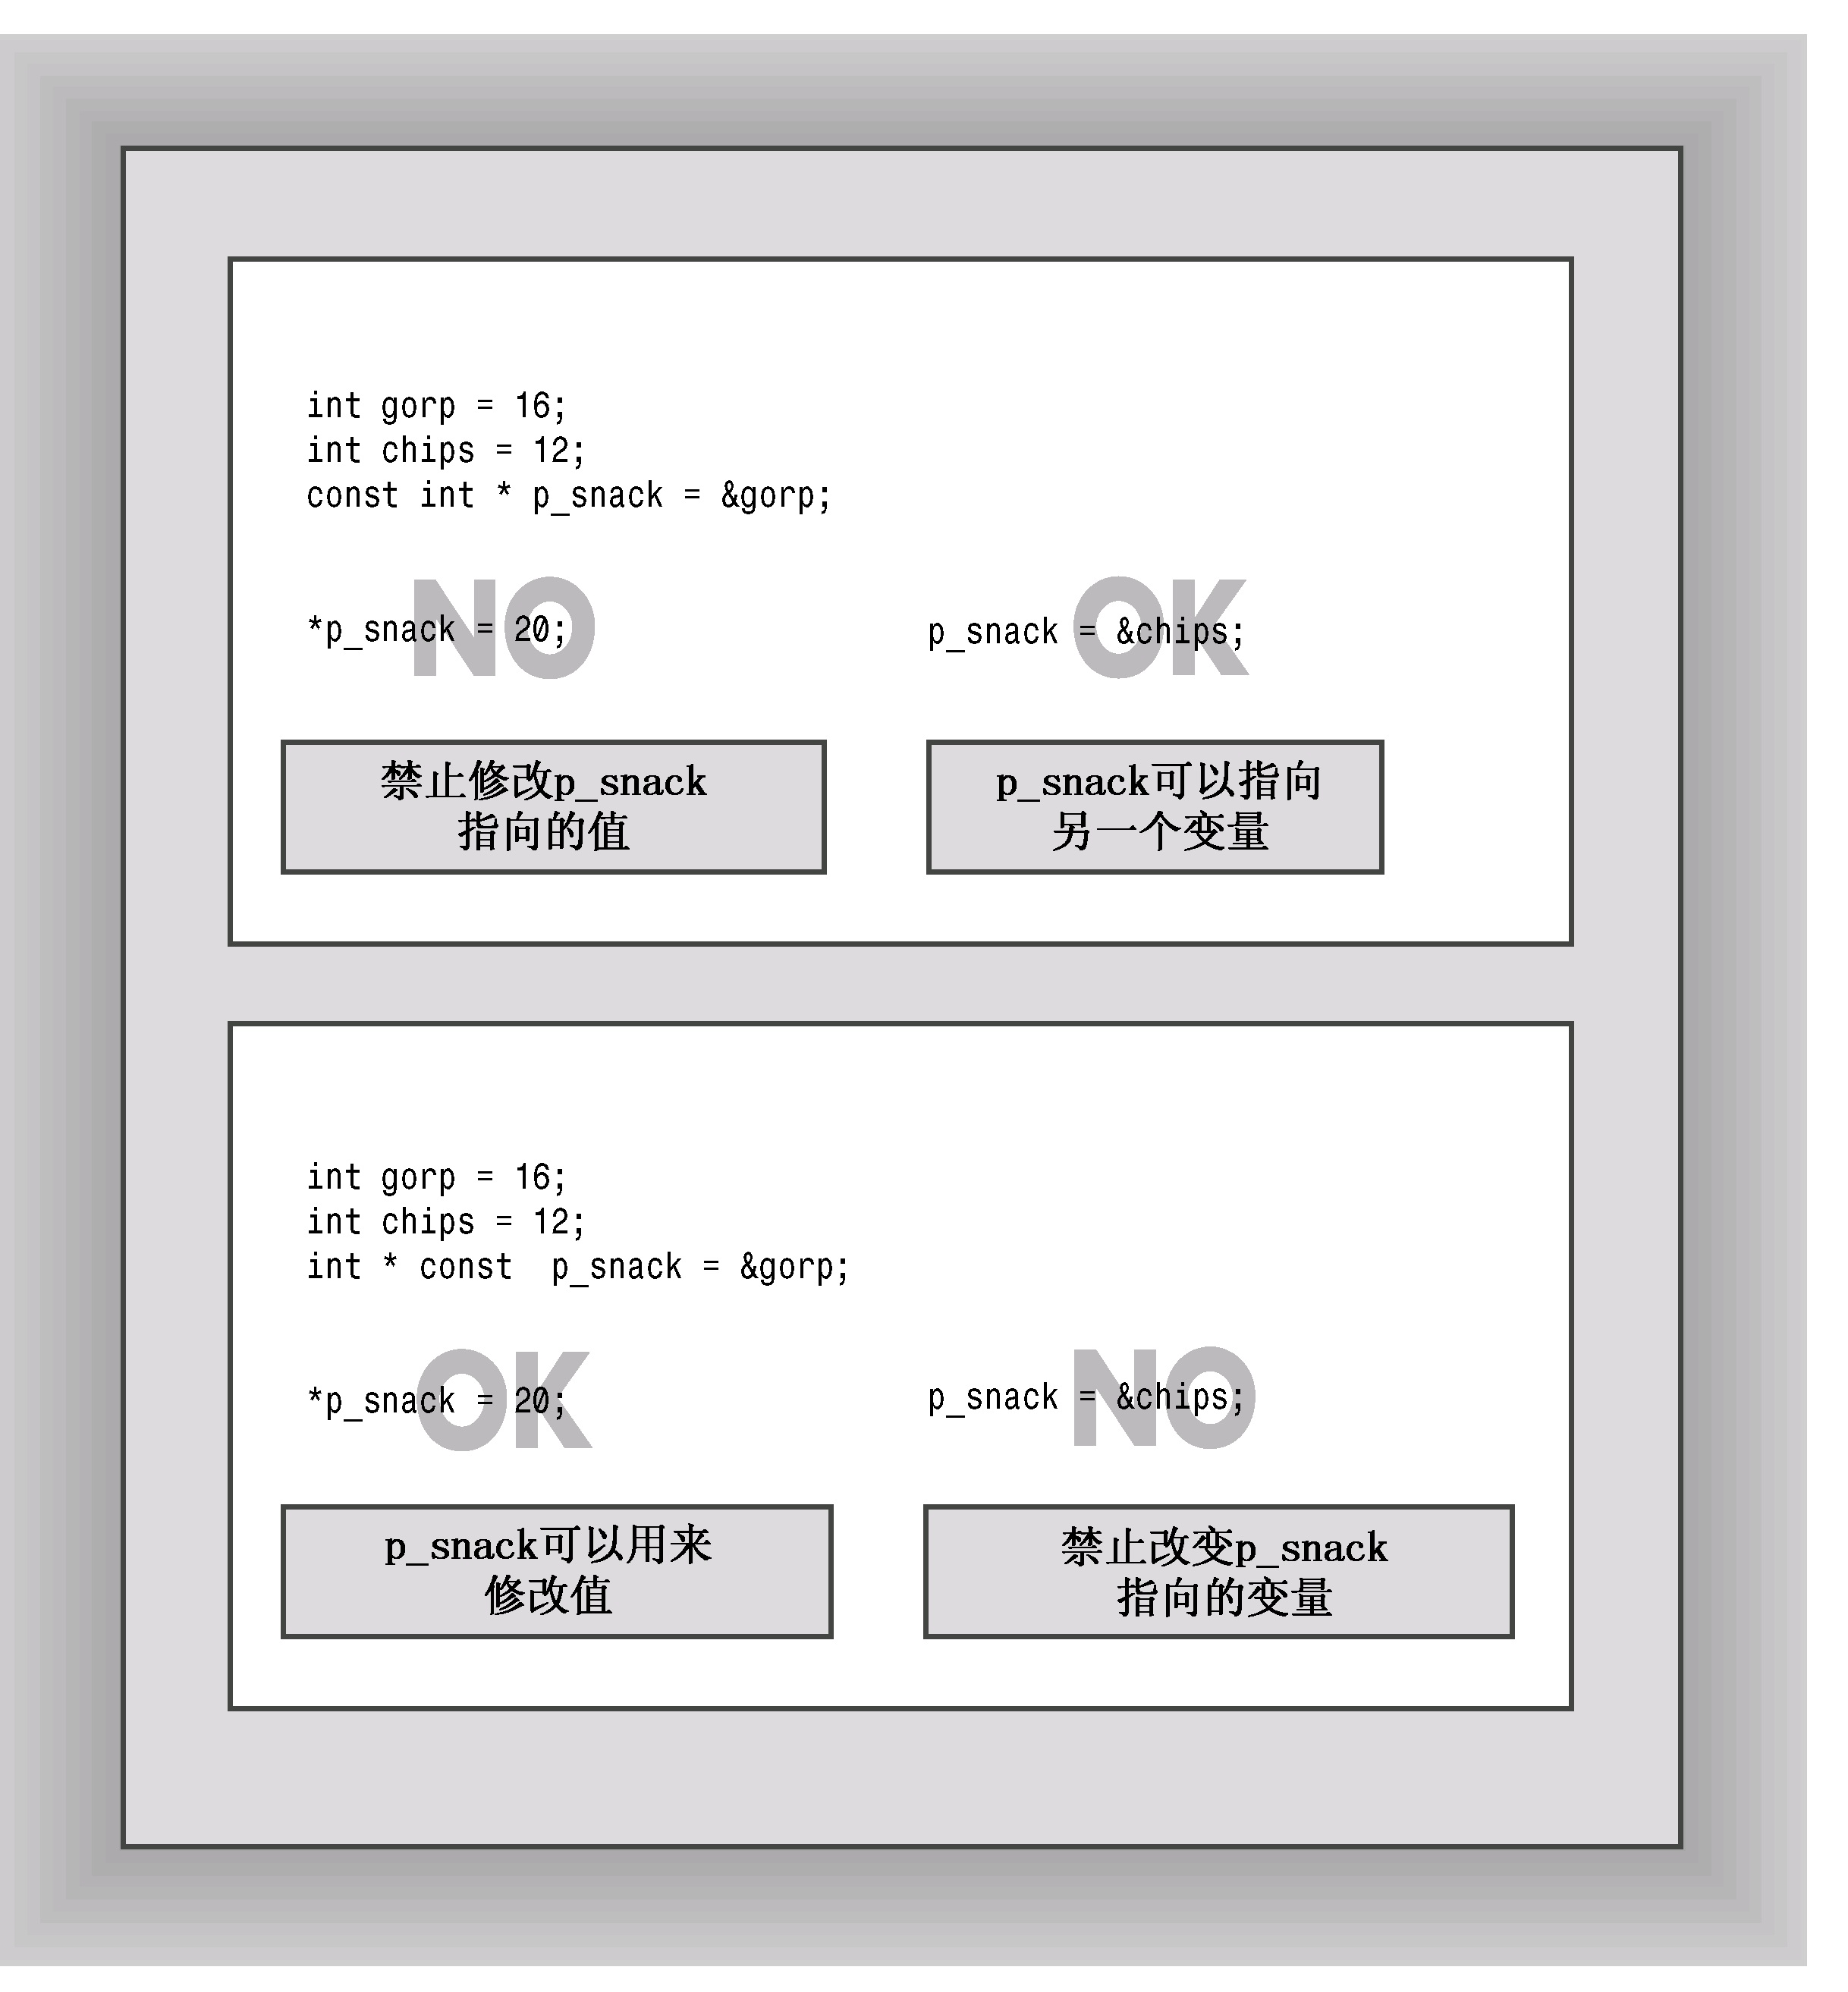 int gorp = 16;
int chips = 12;
const int * p_snack = &gorp;
NO
*p_snack = 20;
OK
p_snack = &chips;
禁止修改p_snack
指向的值
p_snack可以指向
另一个变量
int gorp = 16;
int chips = 12;
int * const  p_snack = &gorp;
OK
*p_snack = 20;
NO
p_snack = &chips;
p_snack可以用来
修改值
禁止改变p_snack
指向的变量